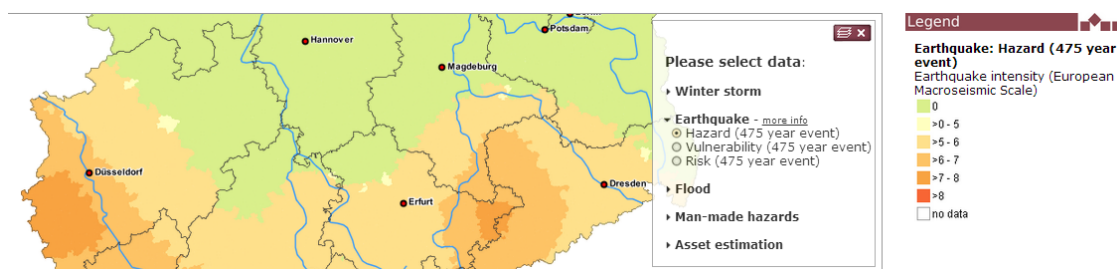 Potsdam
Hannover
Magdeburg
Düsseldorf
Dresden
Erfurt
Please select data:
Winter storm
Earthquake - more info
Hazard (475 year event)
Vulnerability (475 year event)
Risk (475 year event)
Flood
Man-made hazards
Asset estimation
Legend
Earthquake: Hazard (475 year
event)
Earthquake intensity (European
Macroseismic Scale)
0
>0 - 5
>5 - 6
>6 - 7
>7 - 8
>8
no data